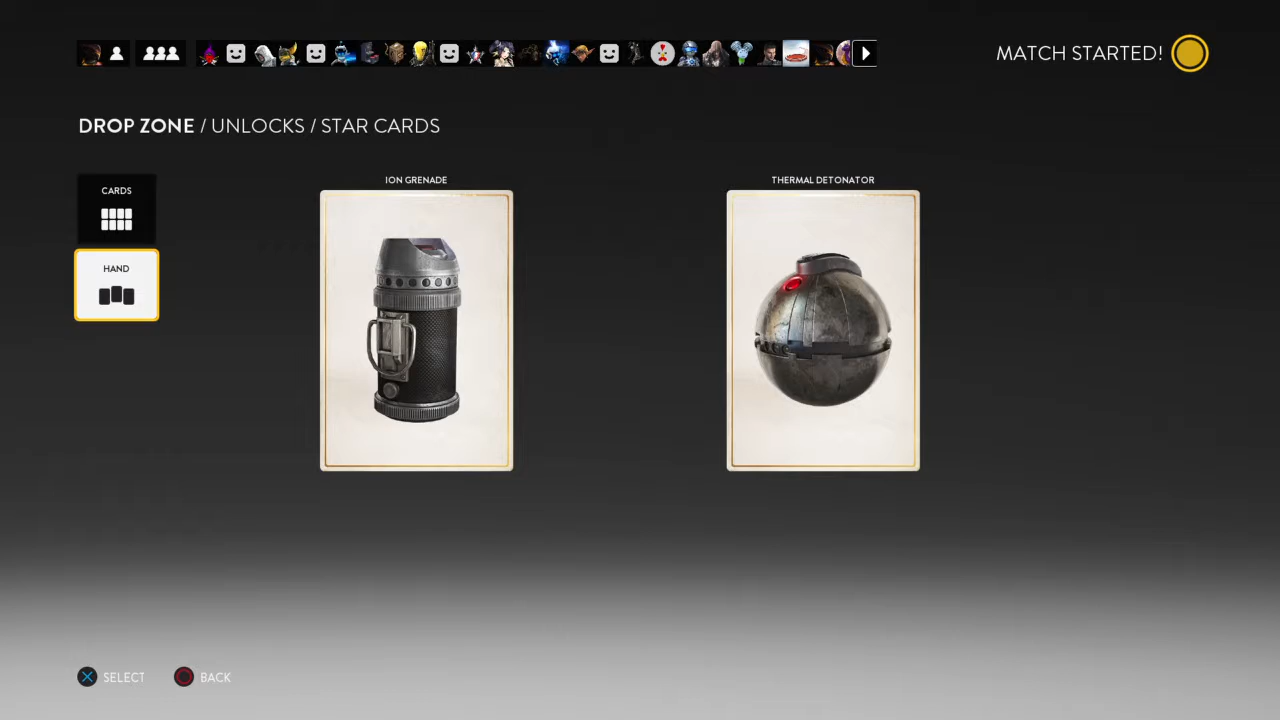 MATCH STARTED!
DROP ZONE / UNLOCKS / STAR CARDS
CARDS
HAND
ION GRENADE
THERMAL DETONATOR
SELECT
BACK